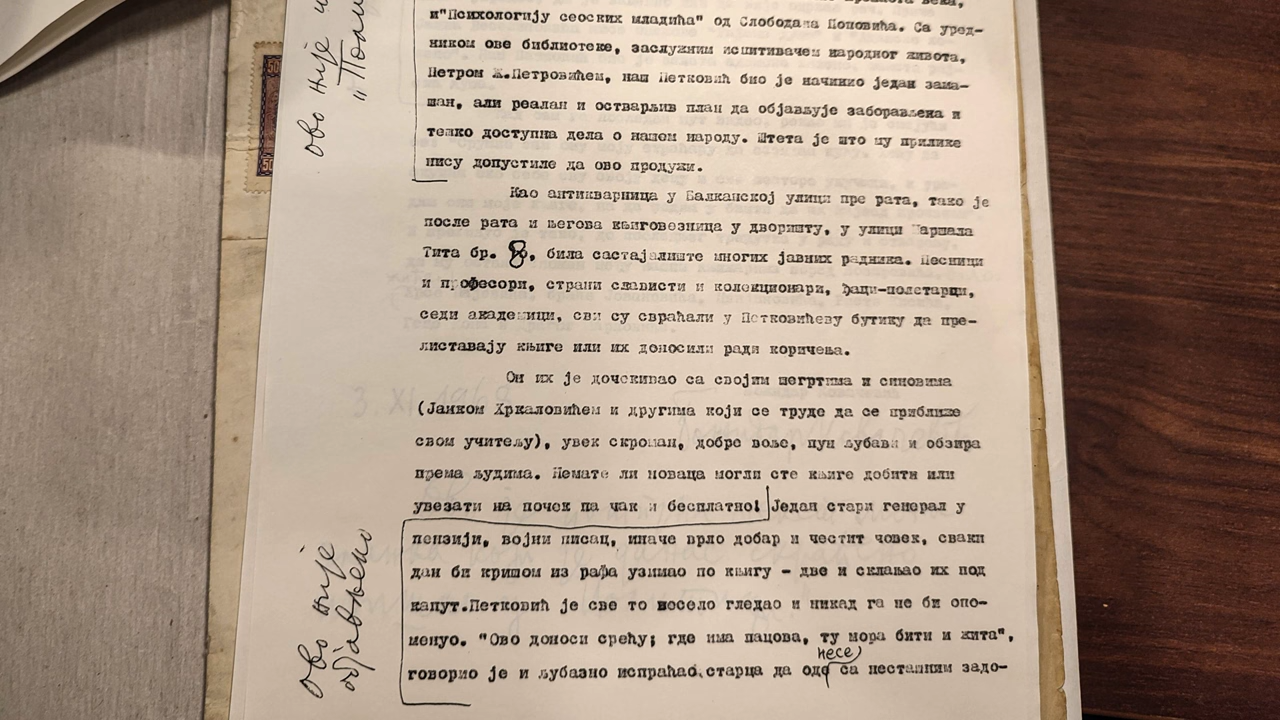 ово није
"Поли
века,
и"Психологију сеоских младића" од Слободана Поповића. Са уред-
ником ове библиотеке, заслужним испитивачем народног живота,
Петром Ж.Петровићем, наш Петковић био је начинио један зама-
шан, али реалан и остварљив план да објављује заборављена и
тешко доступна дела о нашем народу. Штета је што му прилике
нису допустиле да ово продужи.
Као антикварница у Балканској улици пре рата, тако је
после рата и његова књиговезница у дворишту, у улици Маршала
Тита бр. 8, била састајалиште многих јавних радника. Песници
и професори, страни слависти и колекционари, ђаци-полетарци,
седи академици, сви су свраћали у Петковићеву бутику да пре-
листавају књиге или их доносили ради коричења.
Он их је дочекивао са својим шегртима и синовима
(Јанком Хркаловићем и другима који се труде да се приближе
свом учитељу), увек скроман, добре воље, пун љубави и обзира
према људима. Немате ли новаца могли сте књиге добити или
увезати на почек па чак и бесплатно! Један стари генерал у
пензији, војни писац, иначе врло добар и честит човек, сваки
дан би кришом из рафа узимао по књигу - две и склањао их под
капут.Петковић је све то весело гледао и никад га не би опо-
менуо. "Ово доноси срећу; где има пацова, ту мора бити и жита",
несе
говорио је и љубазно испраћао старца да од са несташним задо-
ово није
објављено